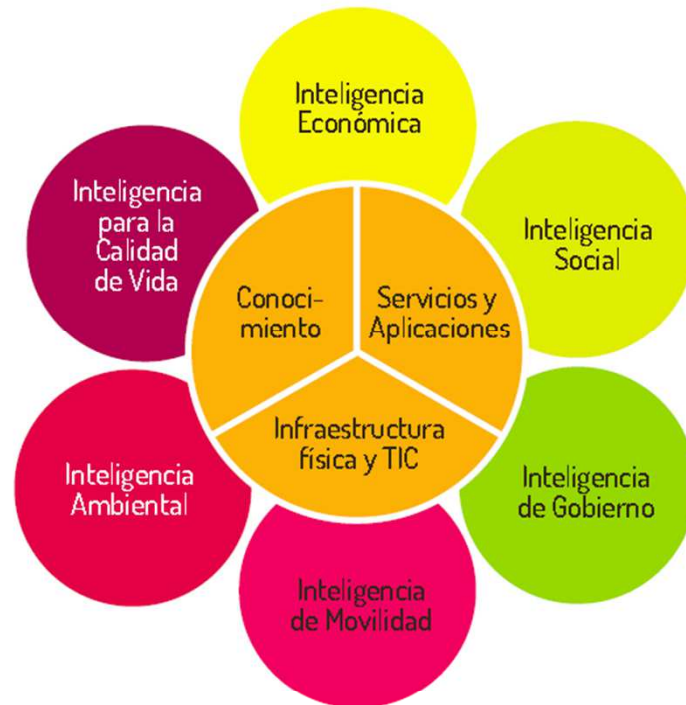 Inteligencia
Económica
Inteligencia
para la
Calidad
de Vida
Inteligencia
Social
Conoci-
miento
Servicios y
Aplicaciones
Infraestructura
física y TIC
Inteligencia
Ambiental
Inteligencia
de Gobierno
Inteligencia
de Movilidad